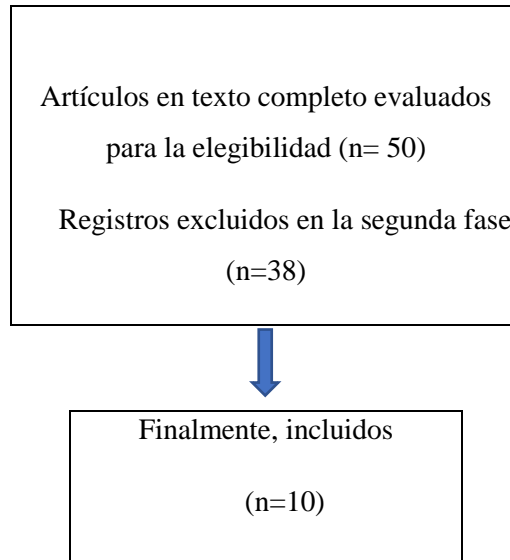 Artículos en texto completo evaluados
para la elegibilidad (n= 50)
Registros excluidos en la segunda fase
(n=38)
Finalmente, incluidos
(n=10)